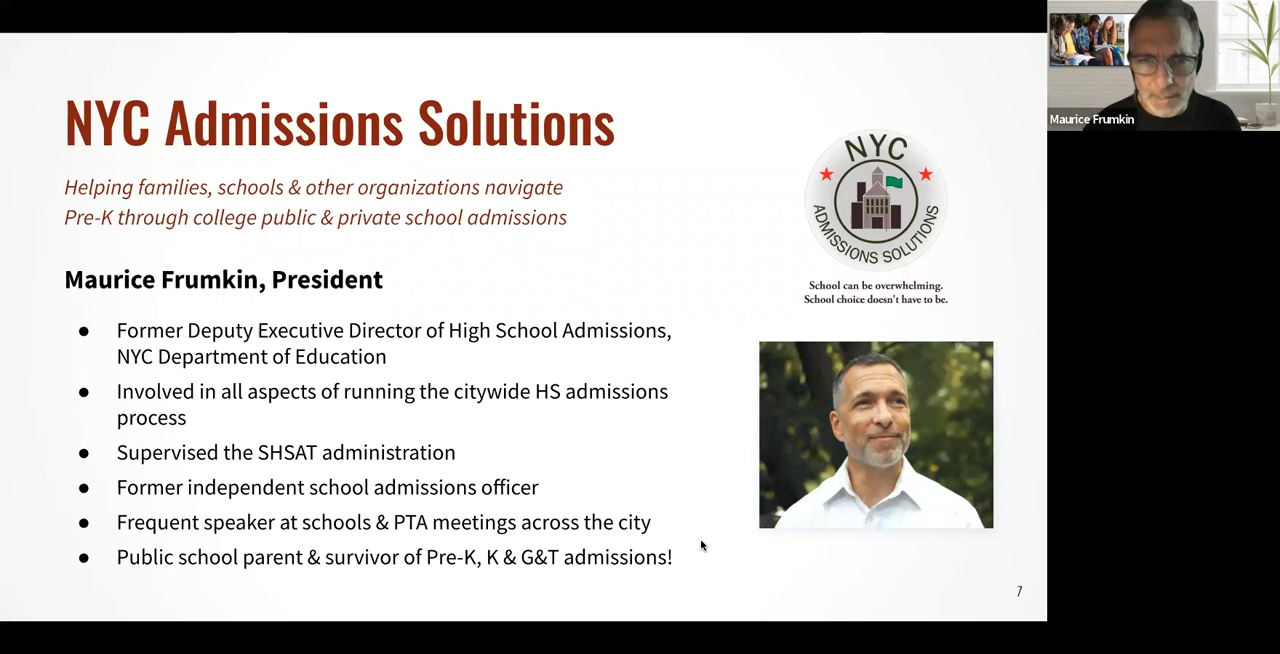 NYC Admissions Solutions
Helping families, schools & other organizations navigate
Pre-K through college public & private school admissions
Maurice Frumkin, President
● Former Deputy Executive Director of High School Admissions,
NYC Department of Education
● Involved in all aspects of running the citywide HS admissions
process
● Supervised the SHSAT administration
● Former independent school admissions officer
● Frequent speaker at schools & PTA meetings across the city
● Public school parent & survivor of Pre-K, K & G&T admissions!
NYC
ADMISSIONS SOLUTIONS
School can be overwhelming.
School choice doesn't have to be.
7
Maurice Frumkin